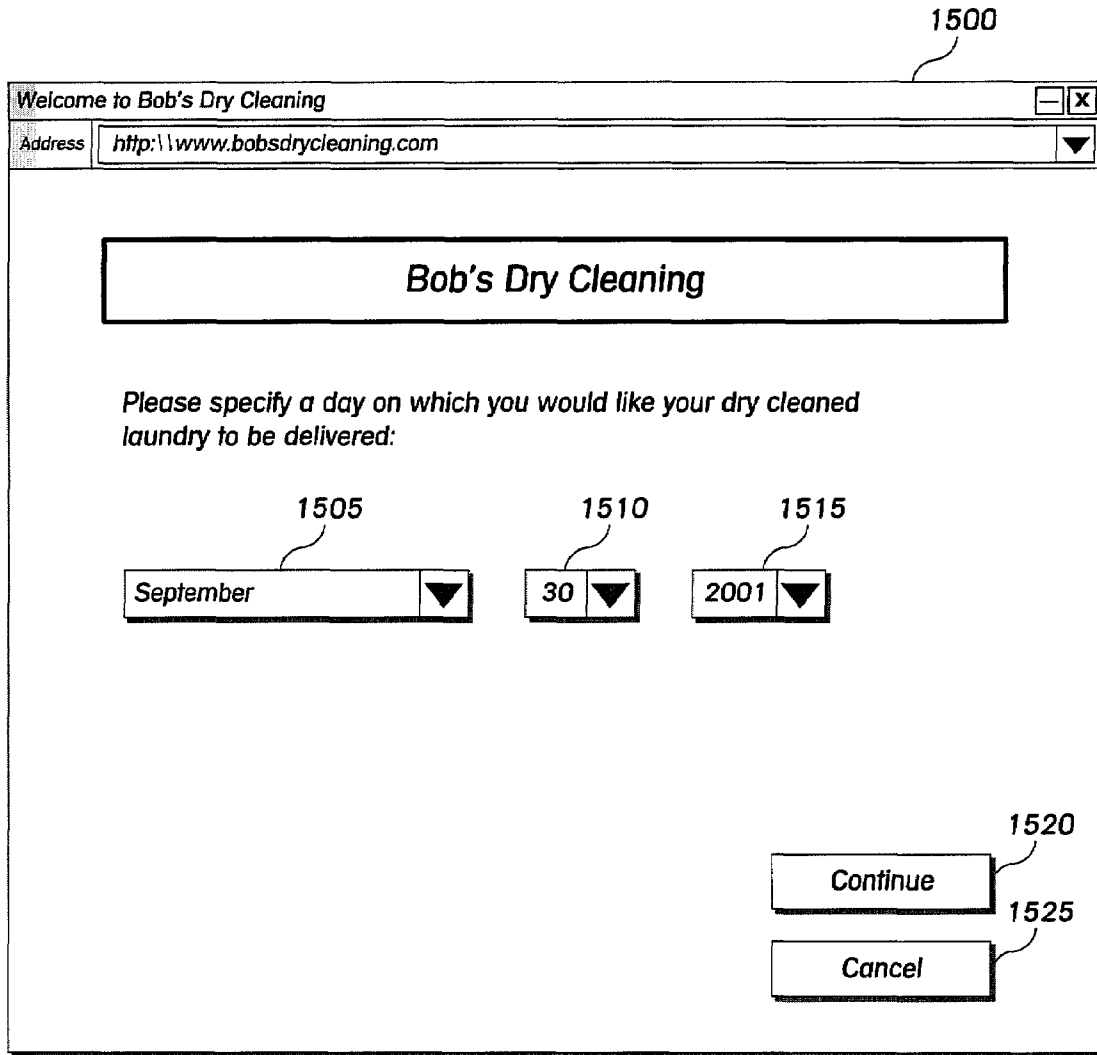 1500
Welcome to Bob's Dry Cleaning
Address http:\\www.bobsdrycleaning.com
Bob's Dry Cleaning
Please specify a day on which you would like your dry cleaned
laundry to be delivered:
1505 1510 1515
September 30 2001
1520
Continue
1525
Cancel